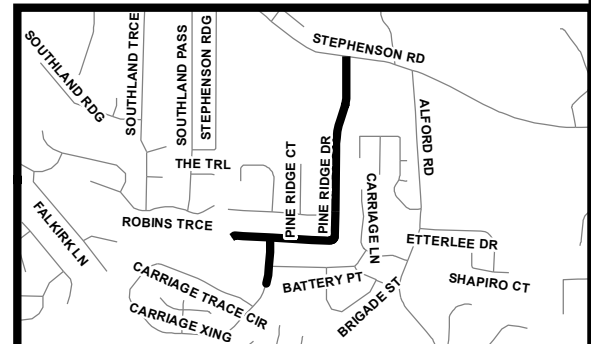 STEPHENSON RD
SOUTHLAND RDG
SOUTHLAND TRCE
SOUTHLAND PASS
STEPHENSON RDG
ALFORD RD
THE TRL
PINE RIDGE CT
PINE RIDGE DR
CARRIAGE LN
FALKIRK LN
ROBINS TRCE
ETTERLEE DR
SHAPIRO CT
BATTERY PT
BRIGADE ST
CARRIAGE TRACE CIR
CARRIAGE XING